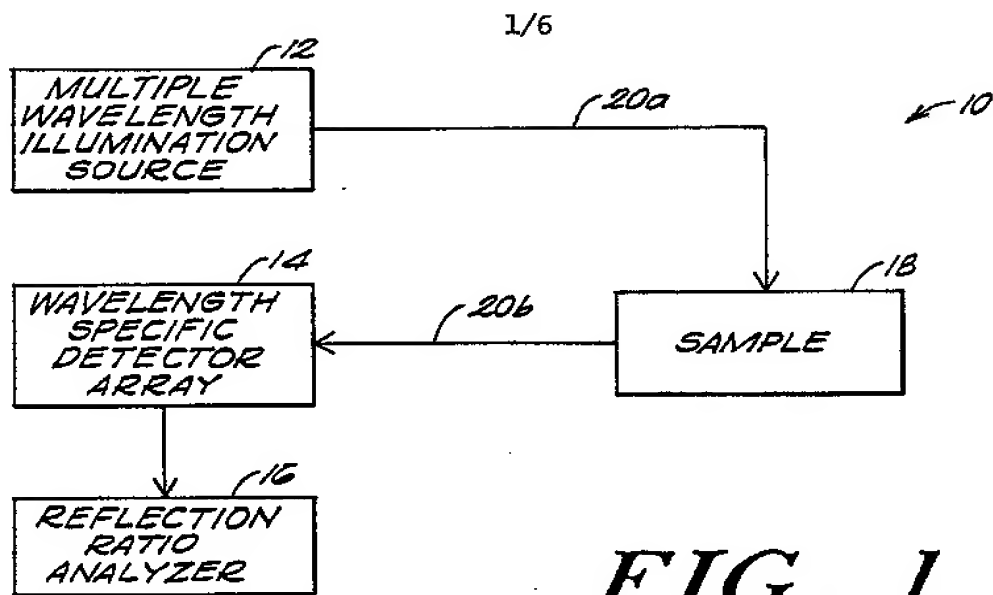 1/6
12
MULTIPLE
WAVELENGTH
ILLUMINATION
SOURCE
20a
10
14
WAVELENGTH
SPECIFIC
DETECTOR
ARRAY
20b
18
SAMPLE
16
REFLECTION
RATIO
ANALYZER
FIG. 1